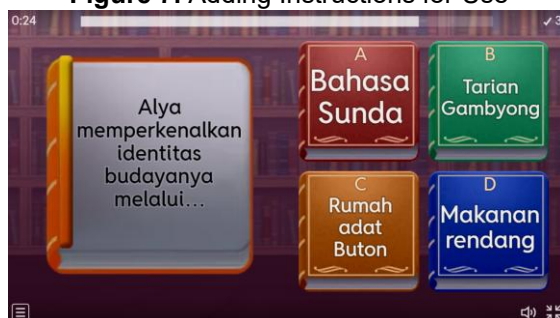 Figure 7. Adding Instructions for Use
0:24
✓ 3
Alya
memperkenalkan
identitas
budayanya
melalui...
A
Bahasa
Sunda
B
Tarian
Gambyong
C
Rumah
adat
Buton
D
Makanan
rendang